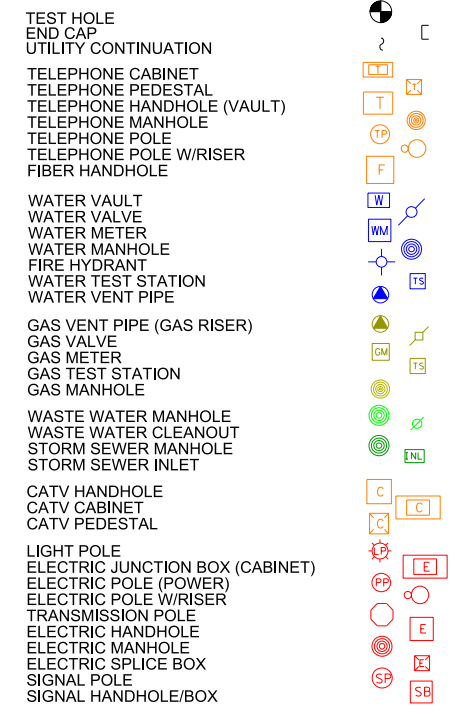 TEST HOLE
END CAP
UTILITY CONTINUATION
TELEPHONE CABINET T
TELEPHONE PEDESTAL T
TELEPHONE HANDHOLE (VAULT) T
TELEPHONE MANHOLE
TELEPHONE POLE TP
TELEPHONE POLE W/RISER
FIBER HANDHOLE F
WATER VAULT W
WATER VALVE
WATER METER WM
WATER MANHOLE
FIRE HYDRANT
WATER TEST STATION TS
WATER VENT PIPE
GAS VENT PIPE (GAS RISER)
GAS VALVE
GAS METER GM
GAS TEST STATION TS
GAS MANHOLE
WASTE WATER MANHOLE
WASTE WATER CLEANOUT
STORM SEWER MANHOLE
STORM SEWER INLET INL
CATV HANDHOLE C
CATV CABINET C
CATV PEDESTAL C
LIGHT POLE LP
ELECTRIC JUNCTION BOX (CABINET) E
ELECTRIC POLE (POWER) PP
ELECTRIC POLE W/RISER
TRANSMISSION POLE
ELECTRIC HANDHOLE E
ELECTRIC MANHOLE
ELECTRIC SPLICE BOX E
SIGNAL POLE SP
SIGNAL HANDHOLE/BOX SB